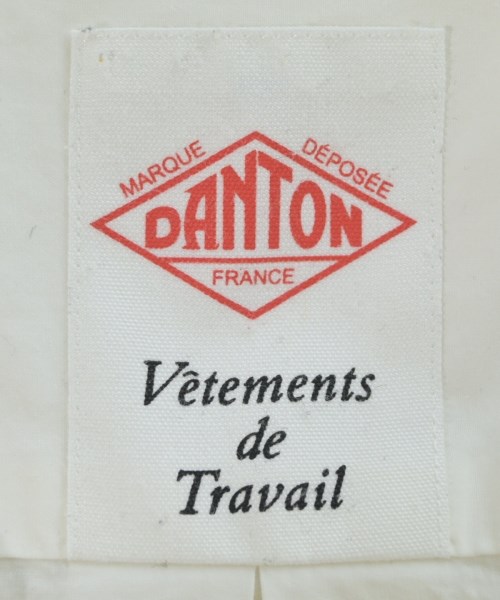 MARQUE DÉPOSÉE
DANTON
FRANCE
Vêtements
de
Travail